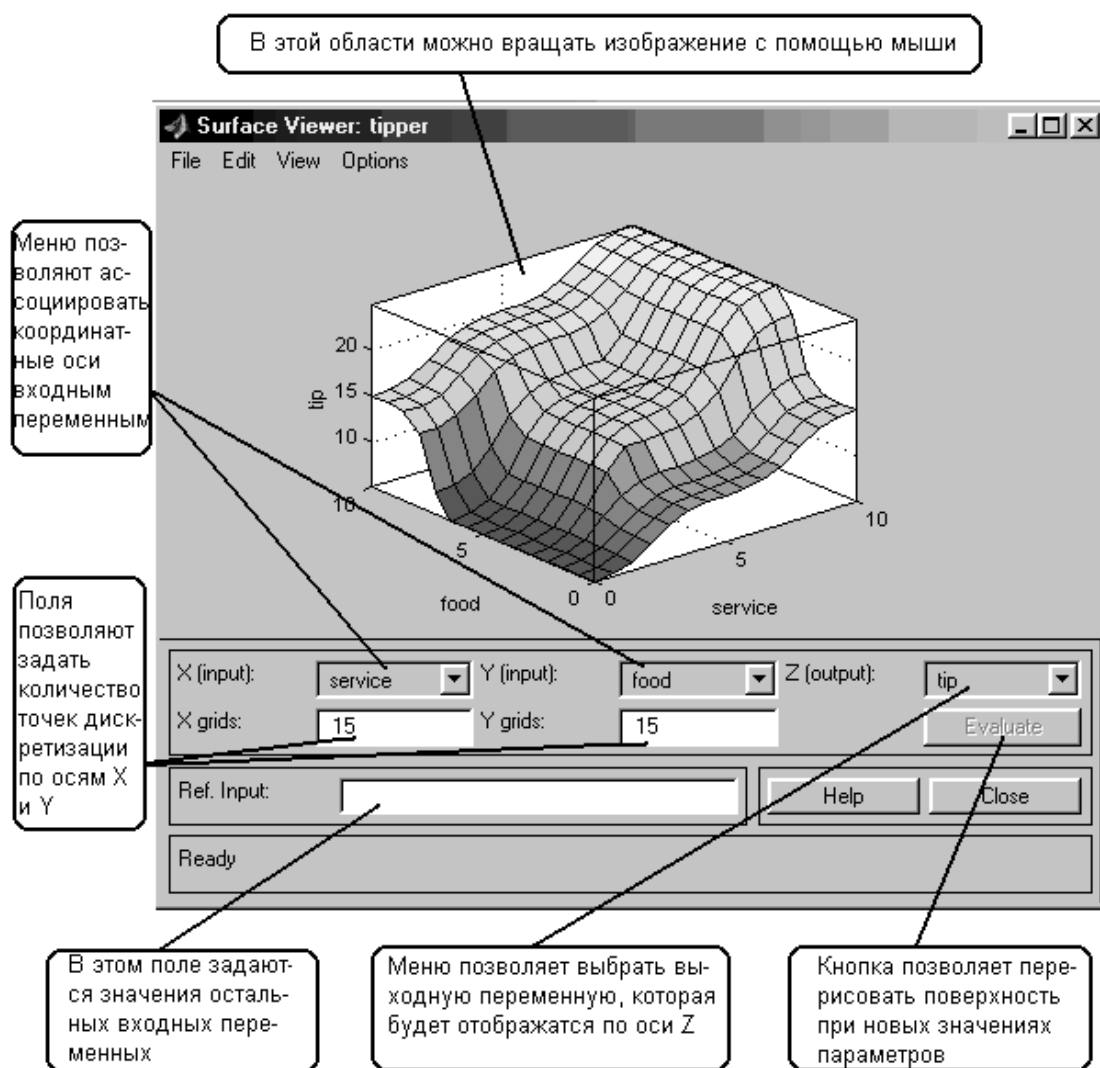 В этой области можно вращать изображение с помощью мыши
Surface Viewer: tipper
File Edit View Options
Меню поз-
воляют ас-
социировать
координат-
ные оси
входным
переменным
20
15
10
tip
10
5
0
food
0
5
10
service
Поля
позволяют
задать
количество
точек диск-
ретизации
по осям X
и Y
X (input): service Y (input): food Z (output): tip
X grids: 15 Y grids: 15 Evaluate
Ref. Input: Help Close
Ready
В этом поле задают-
ся значения осталь-
ных входных пере-
менных
Меню позволяет выбрать вы-
ходную переменную, которая
будет отображатся по оси Z
Кнопка позволяет пере-
рисовать поверхность
при новых значениях
параметров